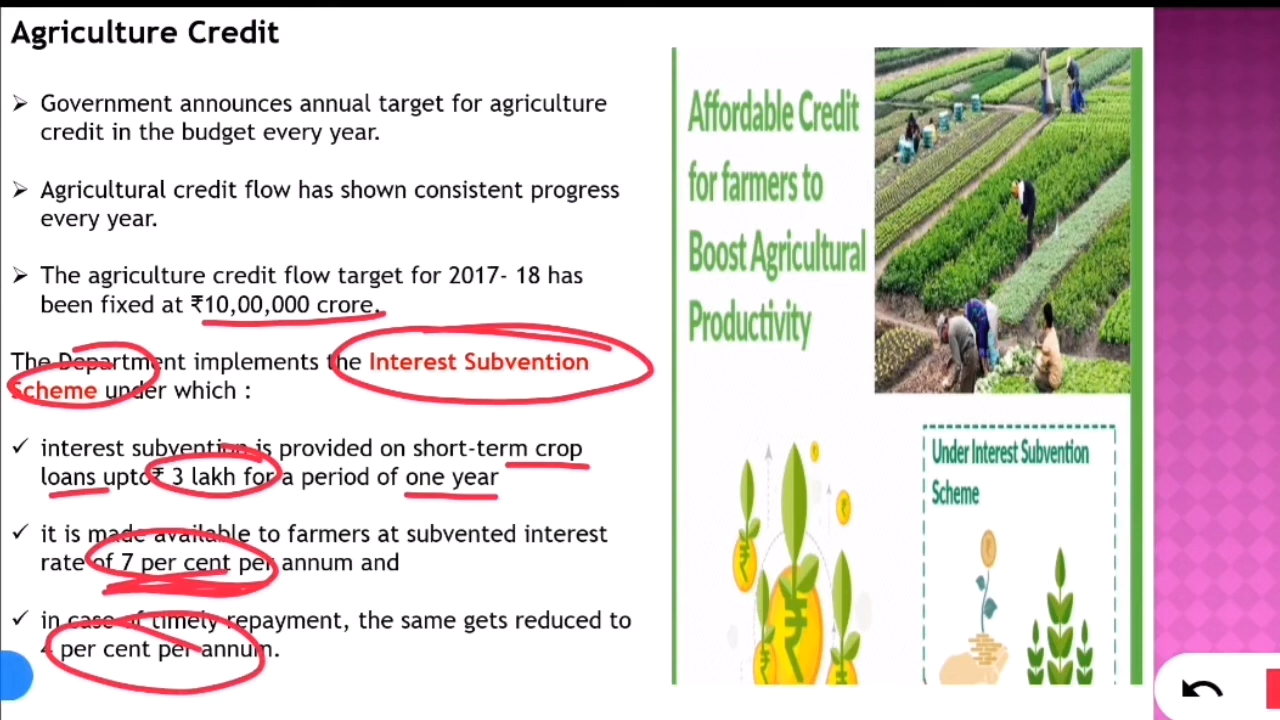 Agriculture Credit
➢ Government announces annual target for agriculture
credit in the budget every year.
➢ Agricultural credit flow has shown consistent progress
every year.
➢ The agriculture credit flow target for 2017- 18 has
been fixed at ₹10,00,000 crore.
The Department implements the Interest Subvention
Scheme under which :
✓ interest subvention is provided on short-term crop
loans upto₹ 3 lakh for a period of one year
✓ it is made available to farmers at subvented interest
rate of 7 per cent per annum and
✓ in case of timely repayment, the same gets reduced to
4 per cent per annum.
Affordable Credit
for farmers to
Boost Agricultural
Productivity
Under Interest Subvention
Scheme